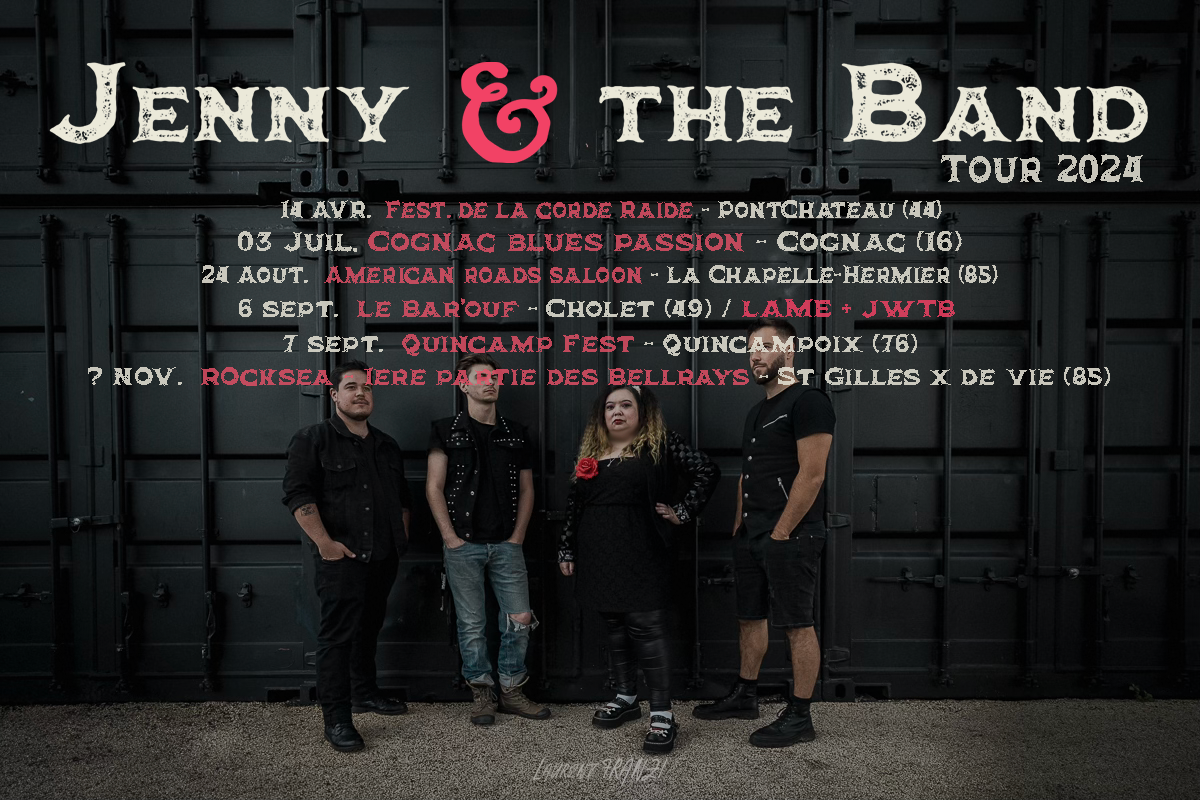 Jenny & the Band
Tour 2024
14 Avr. Fest. de la Corde Raide - PontChateau (44)
03 Juil. Cognac Blues Passion - Cognac (16)
24 Aout. American Roads Saloon - La Chapelle-Hermier (85)
6 Sept. Le Bar'Ouf - Cholet (49) / LAME + JWTB
7 Sept. Quincamp Fest - Quincampoix (76)
? Nov. Rocksea 1ere partie des Bellrays - St Gilles x de vie (85)
Laurent FRANZI